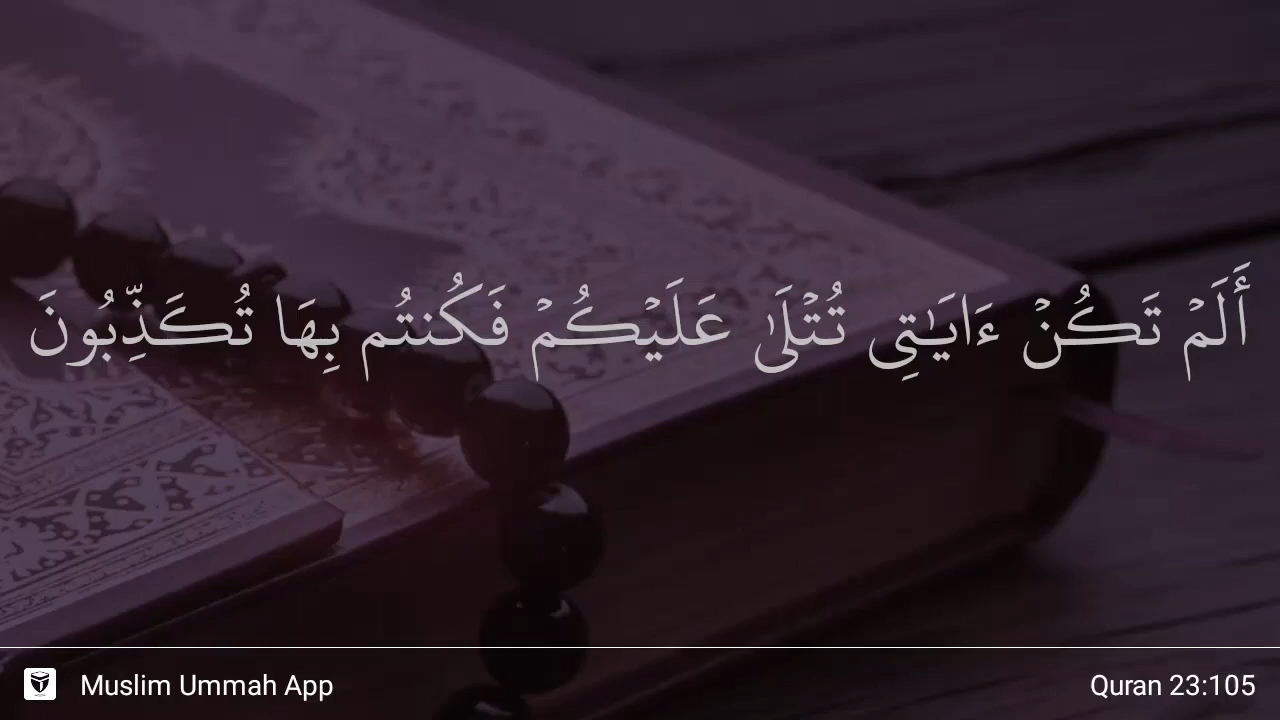 أَلَمۡ تَكُنۡ ءَايَٰتِي تُتۡلَىٰ عَلَيۡكُمۡ فَكُنتُم بِهَا تُكَذِّبُونَ
Muslim Ummah App
Quran 23:105